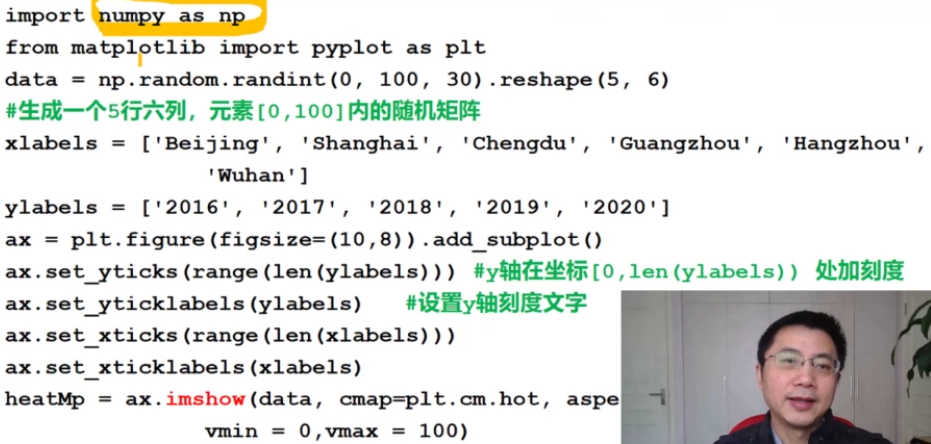 import numpy as np
from matplotlib import pyplot as plt
data = np.random.randint(0, 100, 30).reshape(5, 6)
#生成一个5行六列，元素[0,100]内的随机矩阵
xlabels = ['Beijing', 'Shanghai', 'Chengdu', 'Guangzhou', 'Hangzhou',
'Wuhan']
ylabels = ['2016', '2017', '2018', '2019', '2020']
ax = plt.figure(figsize=(10,8)).add_subplot()
ax.set_yticks(range(len(ylabels))) #y轴在坐标[0,len(ylabels)) 处加刻度
ax.set_yticklabels(ylabels) #设置y轴刻度文字
ax.set_xticks(range(len(xlabels)))
ax.set_xticklabels(xlabels)
heatMp = ax.imshow(data, cmap=plt.cm.hot, aspe
vmin = 0,vmax = 100)